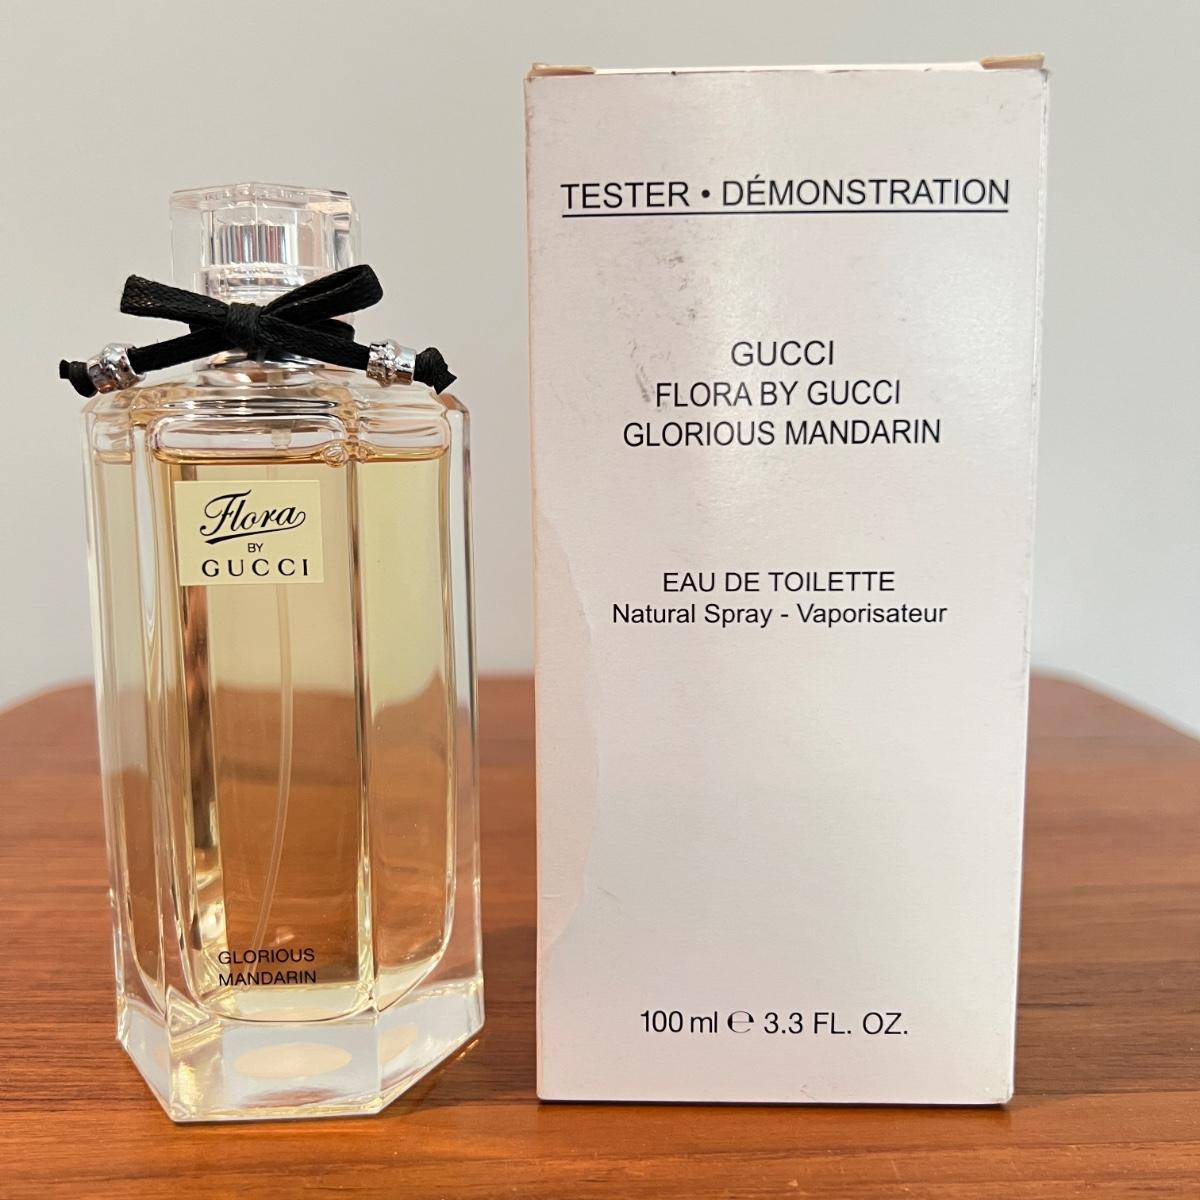 Flora
BY
GUCCI
GLORIOUS
MANDARIN
TESTER • DÉMONSTRATION
GUCCI
FLORA BY GUCCI
GLORIOUS MANDARIN
EAU DE TOILETTE
Natural Spray - Vaporisateur
100 ml ℮ 3.3 FL. OZ.